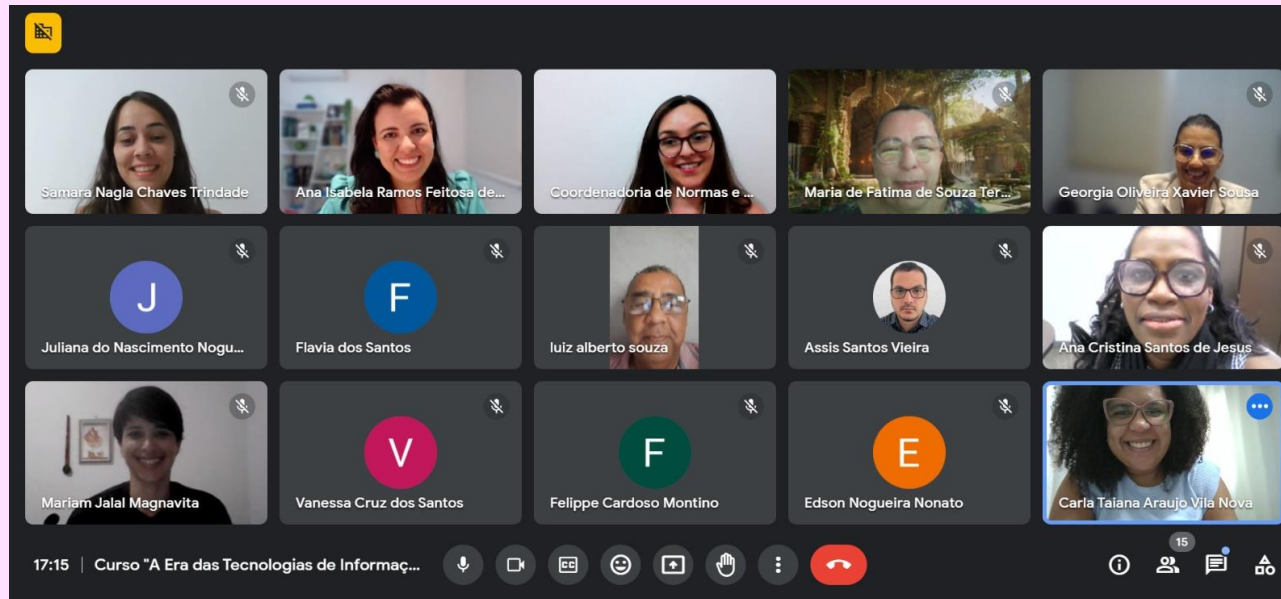 Samara Nagla Chaves Trindade
Ana Isabela Ramos Feitosa de...
Coordenadoria de Normas e ...
Maria de Fatima de Souza Ter...
Georgia Oliveira Xavier Sousa
J
Juliana do Nascimento Nogu...
F
Flavia dos Santos
luiz alberto souza
Assis Santos Vieira
Ana Cristina Santos de Jesus
Mariam Jalal Magnavita
V
Vanessa Cruz dos Santos
F
Felippe Cardoso Montino
E
Edson Nogueira Nonato
Carla Taiana Araujo Vila Nova
17:15 | Curso "A Era das Tecnologias de Informaç...
CC
15